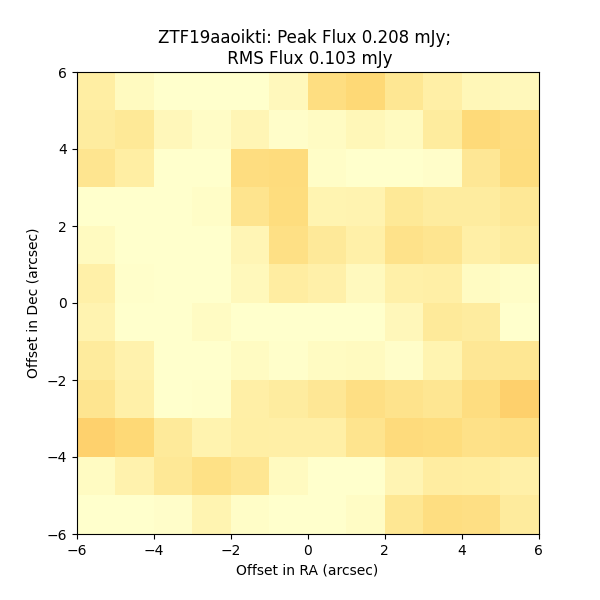 ZTF19aaoikti: Peak Flux 0.208 mJy;
RMS Flux 0.103 mJy
6
4
2
0
−2
−4
−6
Offset in Dec (arcsec)
−6 −4 −2 0 2 4 6
Offset in RA (arcsec)